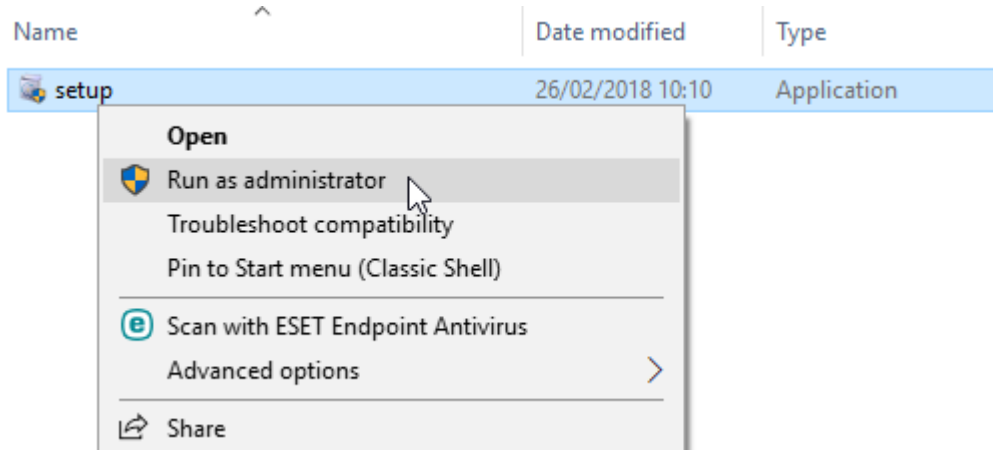 Name Date modified Type
setup 26/02/2018 10:10 Application
Open
Run as administrator
Troubleshoot compatibility
Pin to Start menu (Classic Shell)
Scan with ESET Endpoint Antivirus
Advanced options
Share